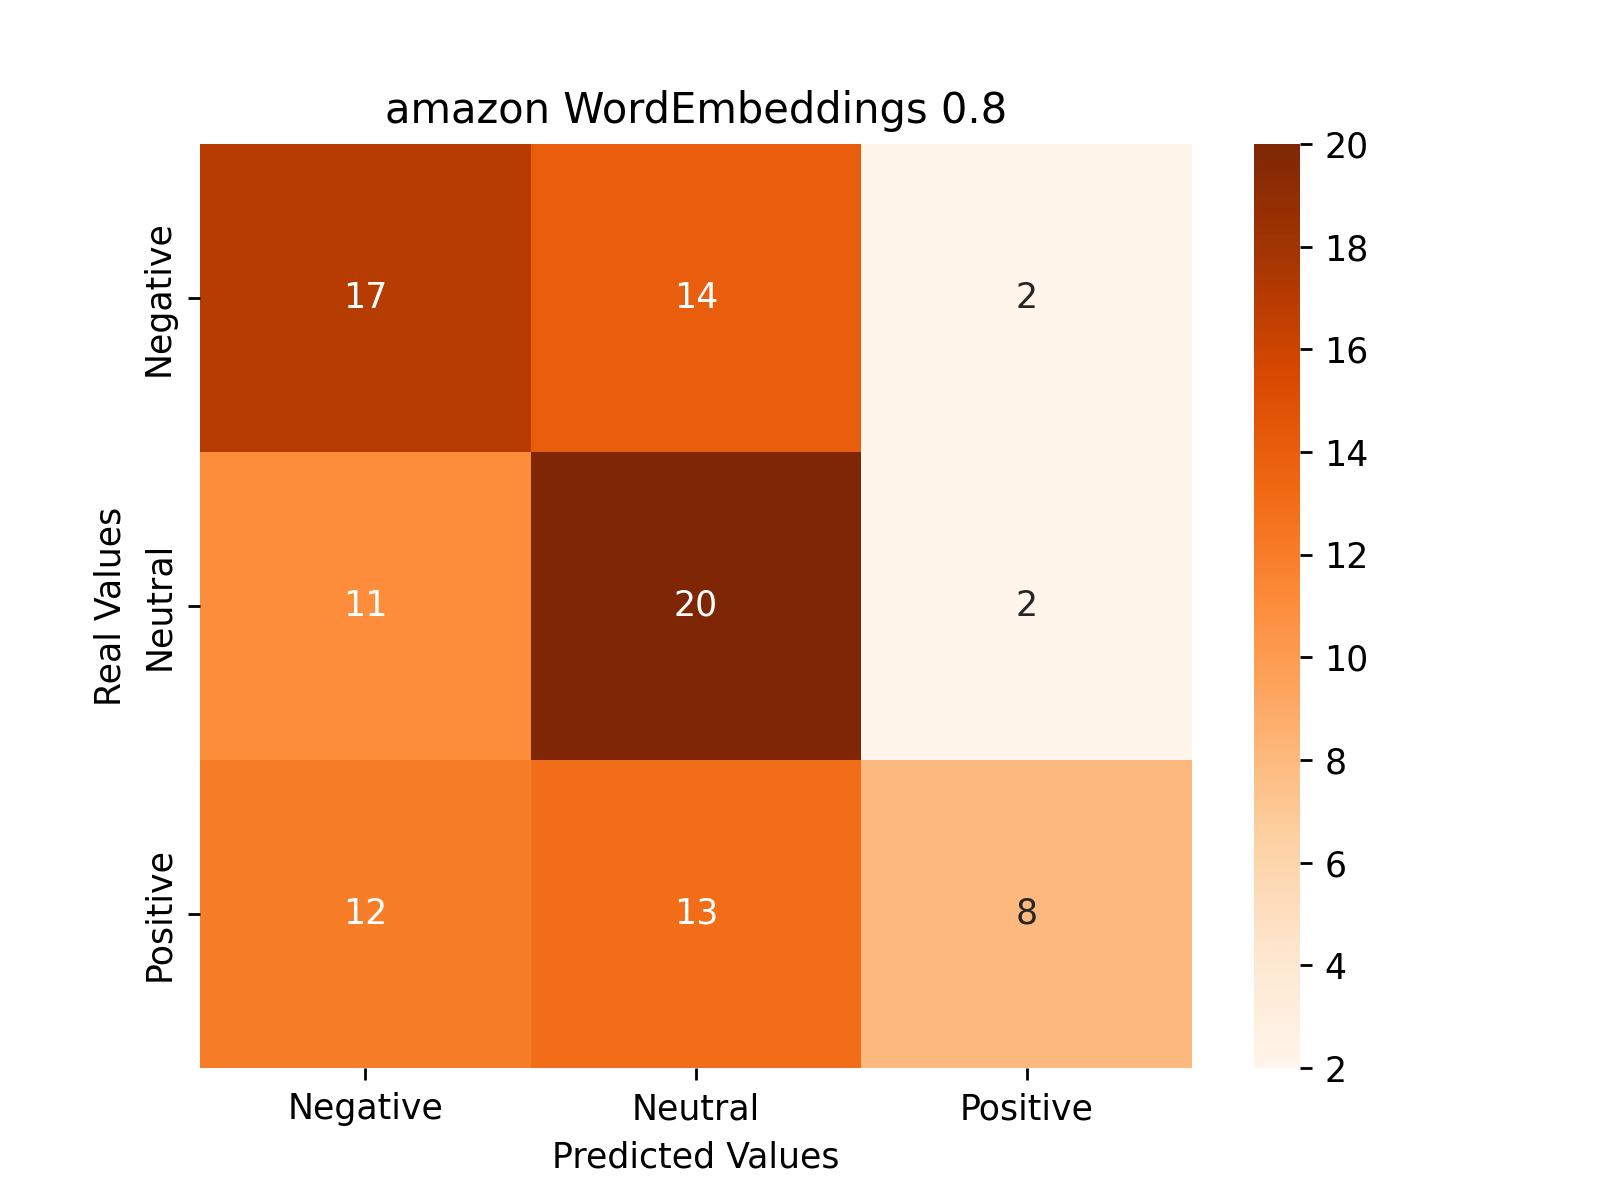 amazon WordEmbeddings 0.8
Real Values
Negative
17 14 2
Neutral
11 20 2
Positive
12 13 8
Negative Neutral Positive
Predicted Values
20
18
16
14
12
10
8
6
4
2